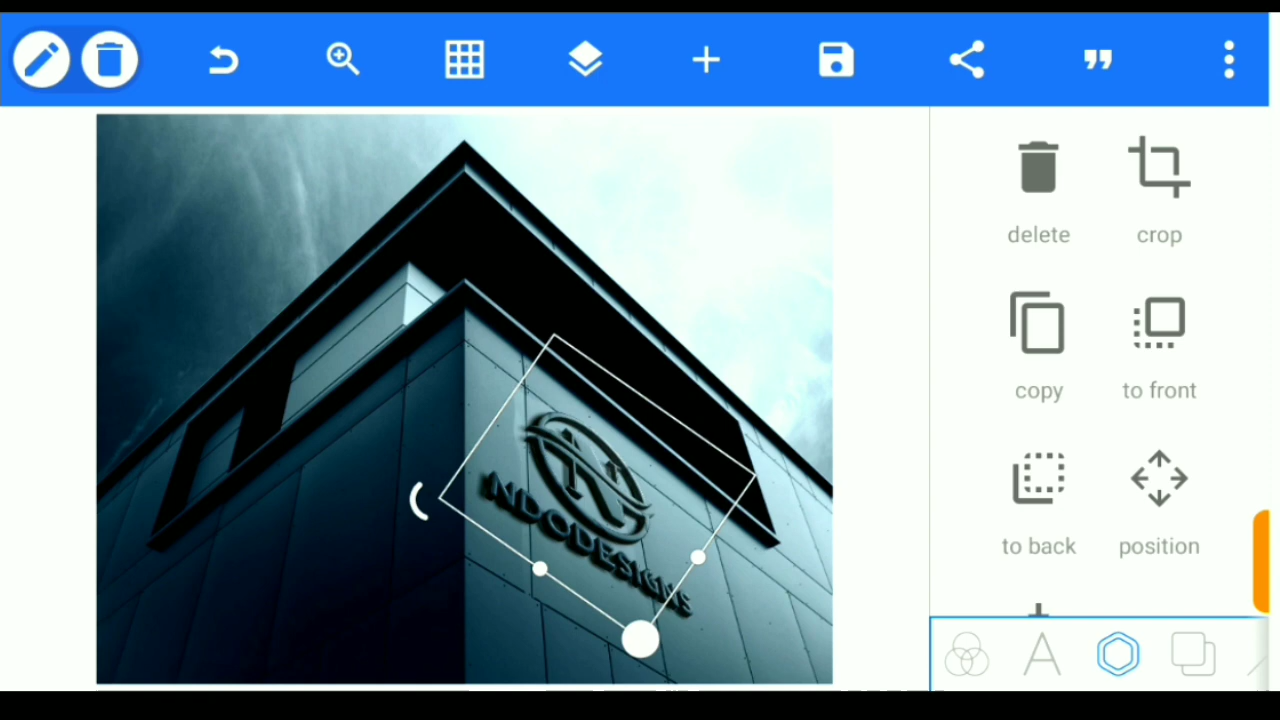 delete
crop
copy
to front
to back
position
NDODESIGNS